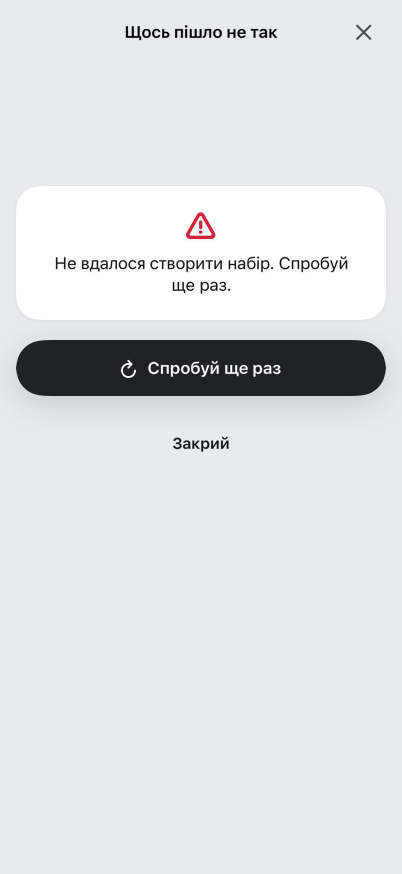 Щось пішло не так
Не вдалося створити набір. Спробуй
ще раз.
Спробуй ще раз
Закрий